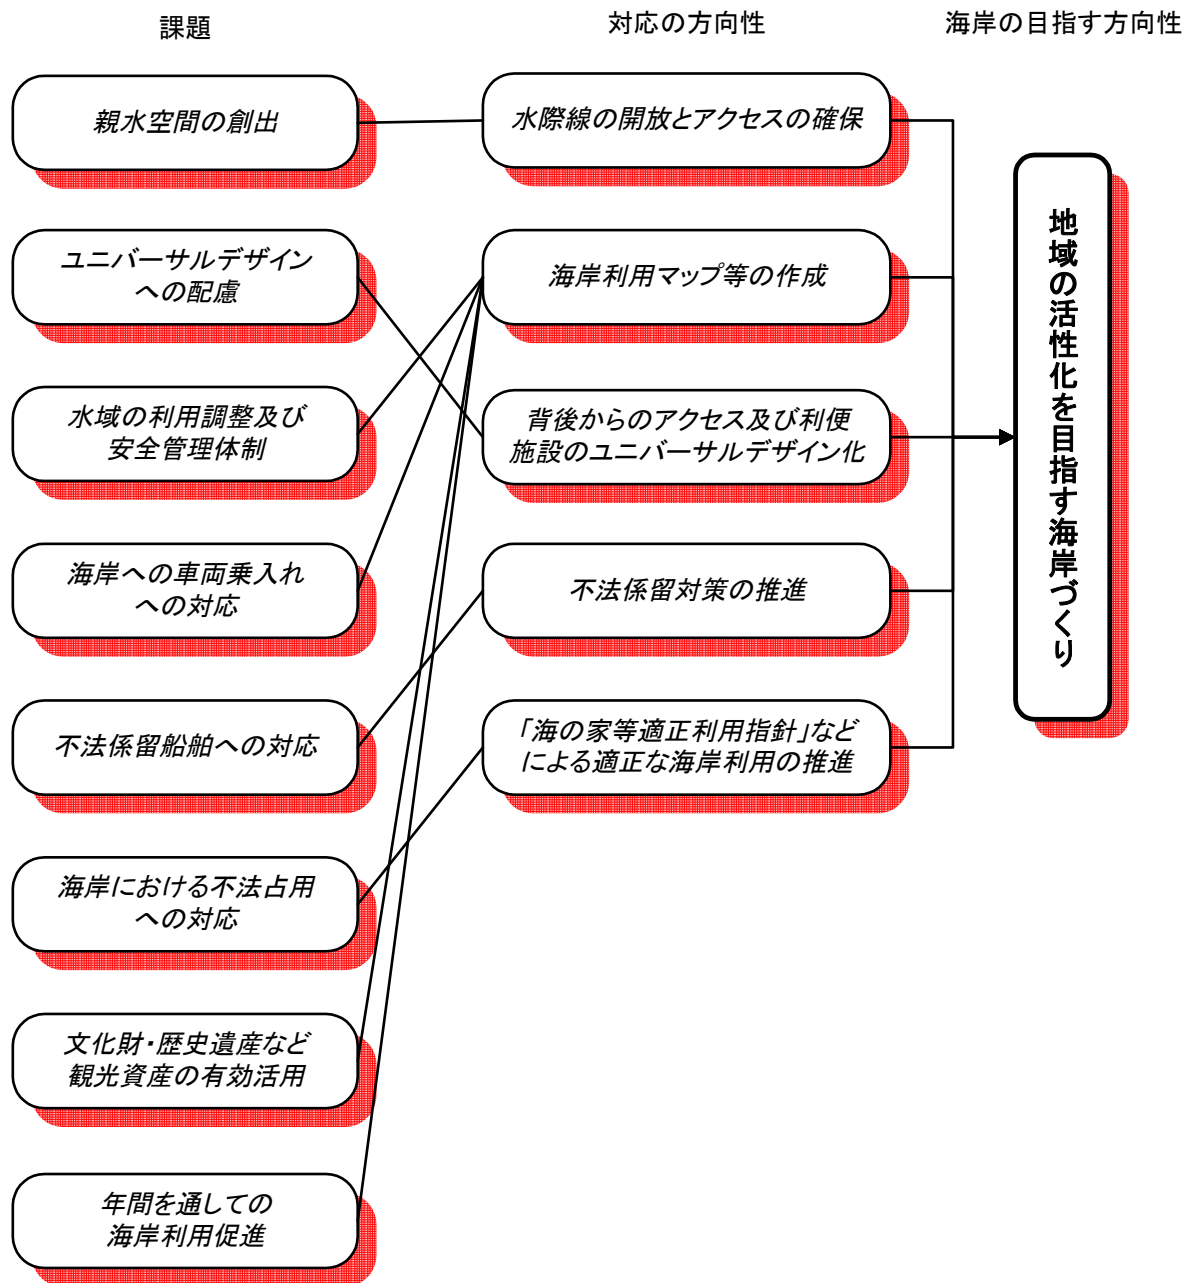 課題
対応の方向性
海岸の目指す方向性
親水空間の創出
ユニバーサルデザイン
への配慮
水域の利用調整及び
安全管理体制
海岸への車両乗入れ
への対応
不法係留船舶への対応
海岸における不法占用
への対応
文化財・歴史遺産など
観光資産の有効活用
年間を通しての
海岸利用促進
水際線の開放とアクセスの確保
海岸利用マップ等の作成
背後からのアクセス及び利便
施設のユニバーサルデザイン化
不法係留対策の推進
「海の家等適正利用指針」など
による適正な海岸利用の推進
地域の活性化を目指す海岸づくり